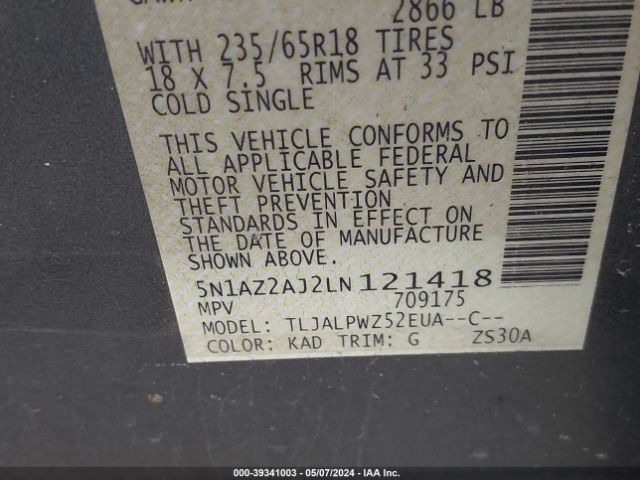 2866 LB
WITH 235/65R18 TIRES
18 X 7.5 RIMS AT 33 PSI
COLD SINGLE
THIS VEHICLE CONFORMS TO
ALL APPLICABLE FEDERAL
MOTOR VEHICLE SAFETY AND
THEFT PREVENTION
STANDARDS IN EFFECT ON
THE DATE OF MANUFACTURE
SHOWN ABOVE.
5N1AZ2AJ2LN121418
MPV 709175
MODEL: TLJALPWZ52EUA--C--
COLOR: KAD TRIM: G ZS30A
000-39341003 — 05/07/2024 - IAAI.com